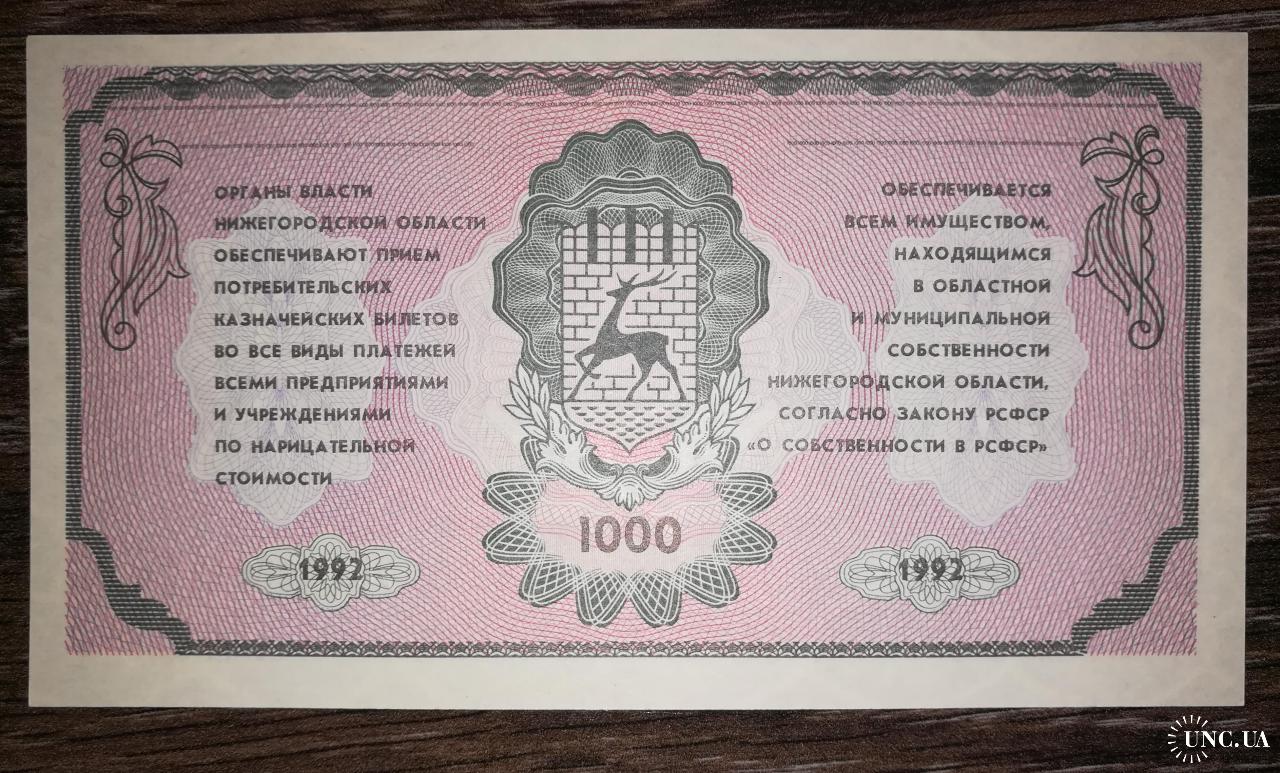 ОРГАНЫ ВЛАСТИ
НИЖЕГОРОДСКОЙ ОБЛАСТИ
ОБЕСПЕЧИВАЮТ ПРИЕМ
ПОТРЕБИТЕЛЬСКИХ
КАЗНАЧЕЙСКИХ БИЛЕТОВ
ВО ВСЕ ВИДЫ ПЛАТЕЖЕЙ
ВСЕМИ ПРЕДПРИЯТИЯМИ
И УЧРЕЖДЕНИЯМИ
ПО НАРИЦАТЕЛЬНОЙ
СТОИМОСТИ
ОБЕСПЕЧИВАЕТСЯ
ВСЕМ ИМУЩЕСТВОМ,
НАХОДЯЩИМСЯ
В ОБЛАСТНОЙ
И МУНИЦИПАЛЬНОЙ
СОБСТВЕННОСТИ
НИЖЕГОРОДСКОЙ ОБЛАСТИ,
СОГЛАСНО ЗАКОНУ РСФСР
«О СОБСТВЕННОСТИ В РСФСР»
1000
1992
1992
UNC.UA